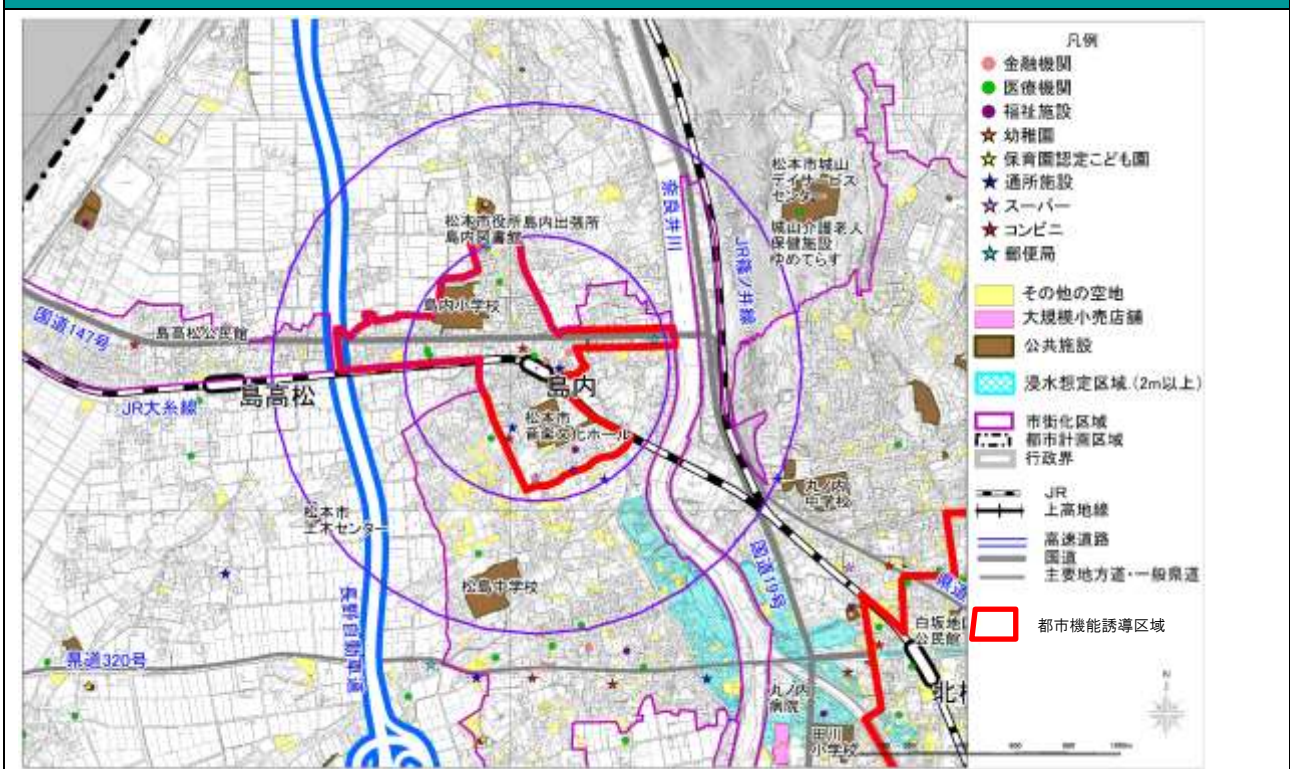 凡例
金融機関
医療機関
福祉施設
幼稚園
保育園認定こども園
通所施設
スーパー
コンビニ
郵便局
その他の空地
大規模小売店舗
公共施設
浸水想定区域(2m以上)
市街化区域
都市計画区域
行政界
JR
上高地線
高速道路
国道
主要地方道・一般県道
都市機能誘導区域
松本市城山
デイサービス
センター
城山介護老人
保健施設
ゆめてらす
松本市役所島内出張所
島内図書館
奈良井川
JR篠ノ井線
島内小学校
国道147号
島高松公民館
島高松
JR大糸線
島内
松本市
音楽文化ホール
丸ノ内
中学校
松本市
土木センター
国道19号
松島中学校
県道
白坂地区
公民館
長野自動車道
県道320号
丸ノ内
病院
田川
小学校
N